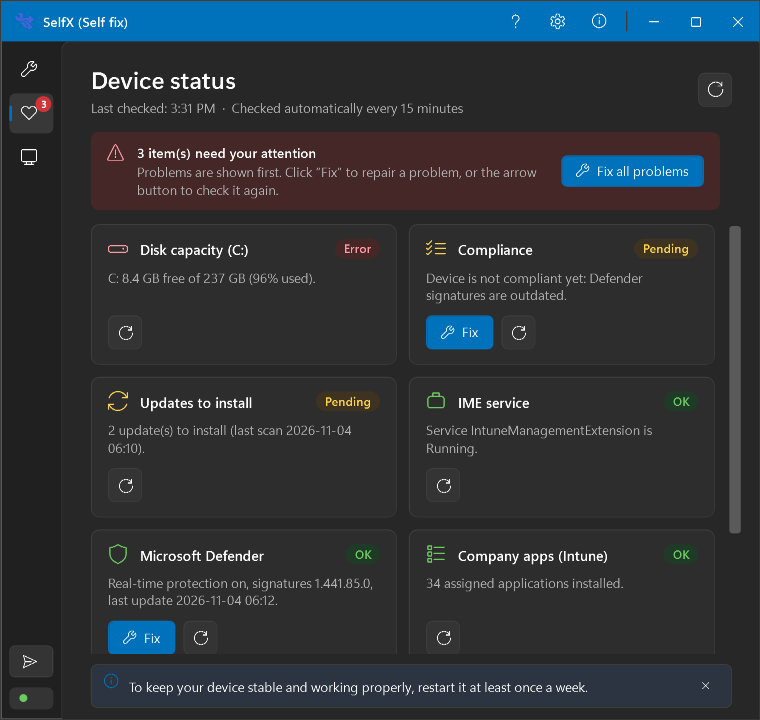 SelfX (Self fix)
?
3
Device status
Last checked: 3:31 PM · Checked automatically every 15 minutes
3 item(s) need your attention
Problems are shown first. Click "Fix" to repair a problem, or the arrow
button to check it again.
Fix all problems
Disk capacity (C:)
Error
C: 8.4 GB free of 237 GB (96% used).
Compliance
Pending
Device is not compliant yet: Defender
signatures are outdated.
Fix
Updates to install
Pending
2 update(s) to install (last scan 2026-11-04
06:10).
IME service
OK
Service IntuneManagementExtension is
Running.
Microsoft Defender
OK
Real-time protection on, signatures 1.441.85.0,
last update 2026-11-04 06:12.
Fix
Company apps (Intune)
OK
34 assigned applications installed.
To keep your device stable and working properly, restart it at least once a week.